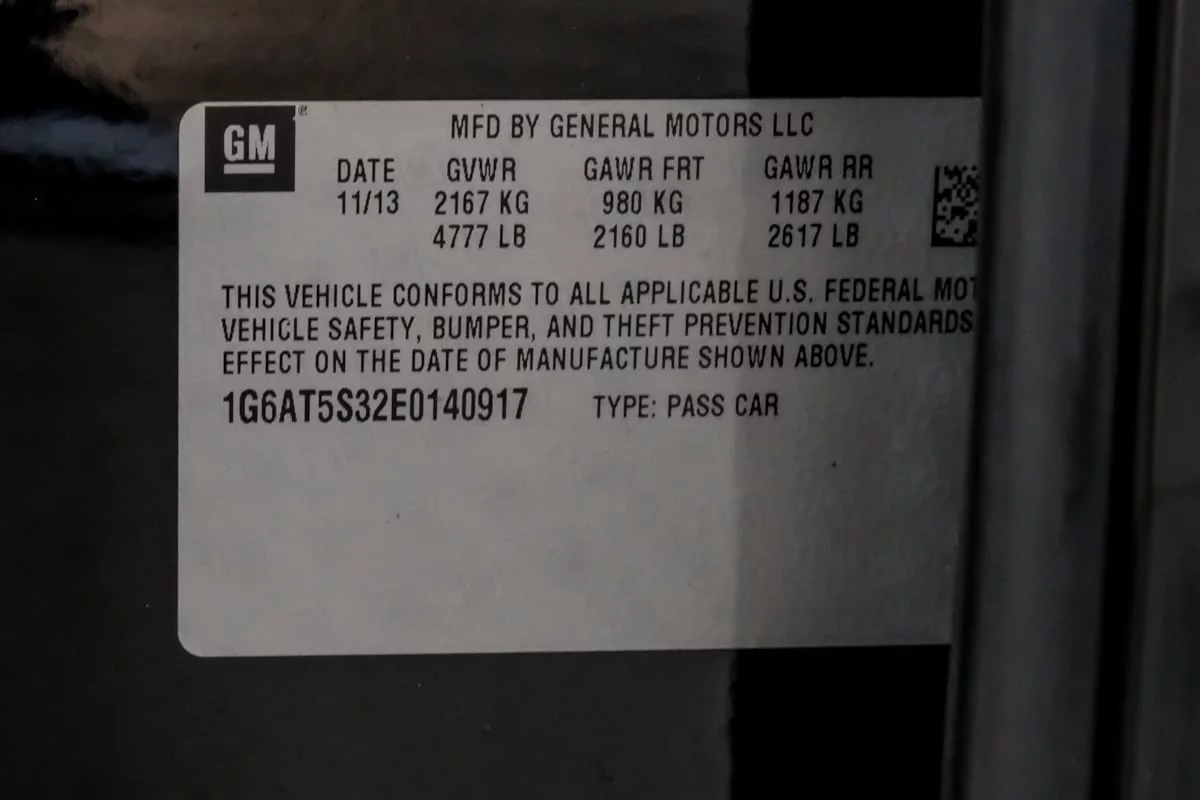 GM®
MFD BY GENERAL MOTORS LLC
DATE GVWR GAWR FRT GAWR RR
11/13 2167 KG 980 KG 1187 KG
4777 LB 2160 LB 2617 LB
THIS VEHICLE CONFORMS TO ALL APPLICABLE U.S. FEDERAL MOT
VEHICLE SAFETY, BUMPER, AND THEFT PREVENTION STANDARDS
EFFECT ON THE DATE OF MANUFACTURE SHOWN ABOVE.
1G6AT5S32E0140917 TYPE: PASS CAR